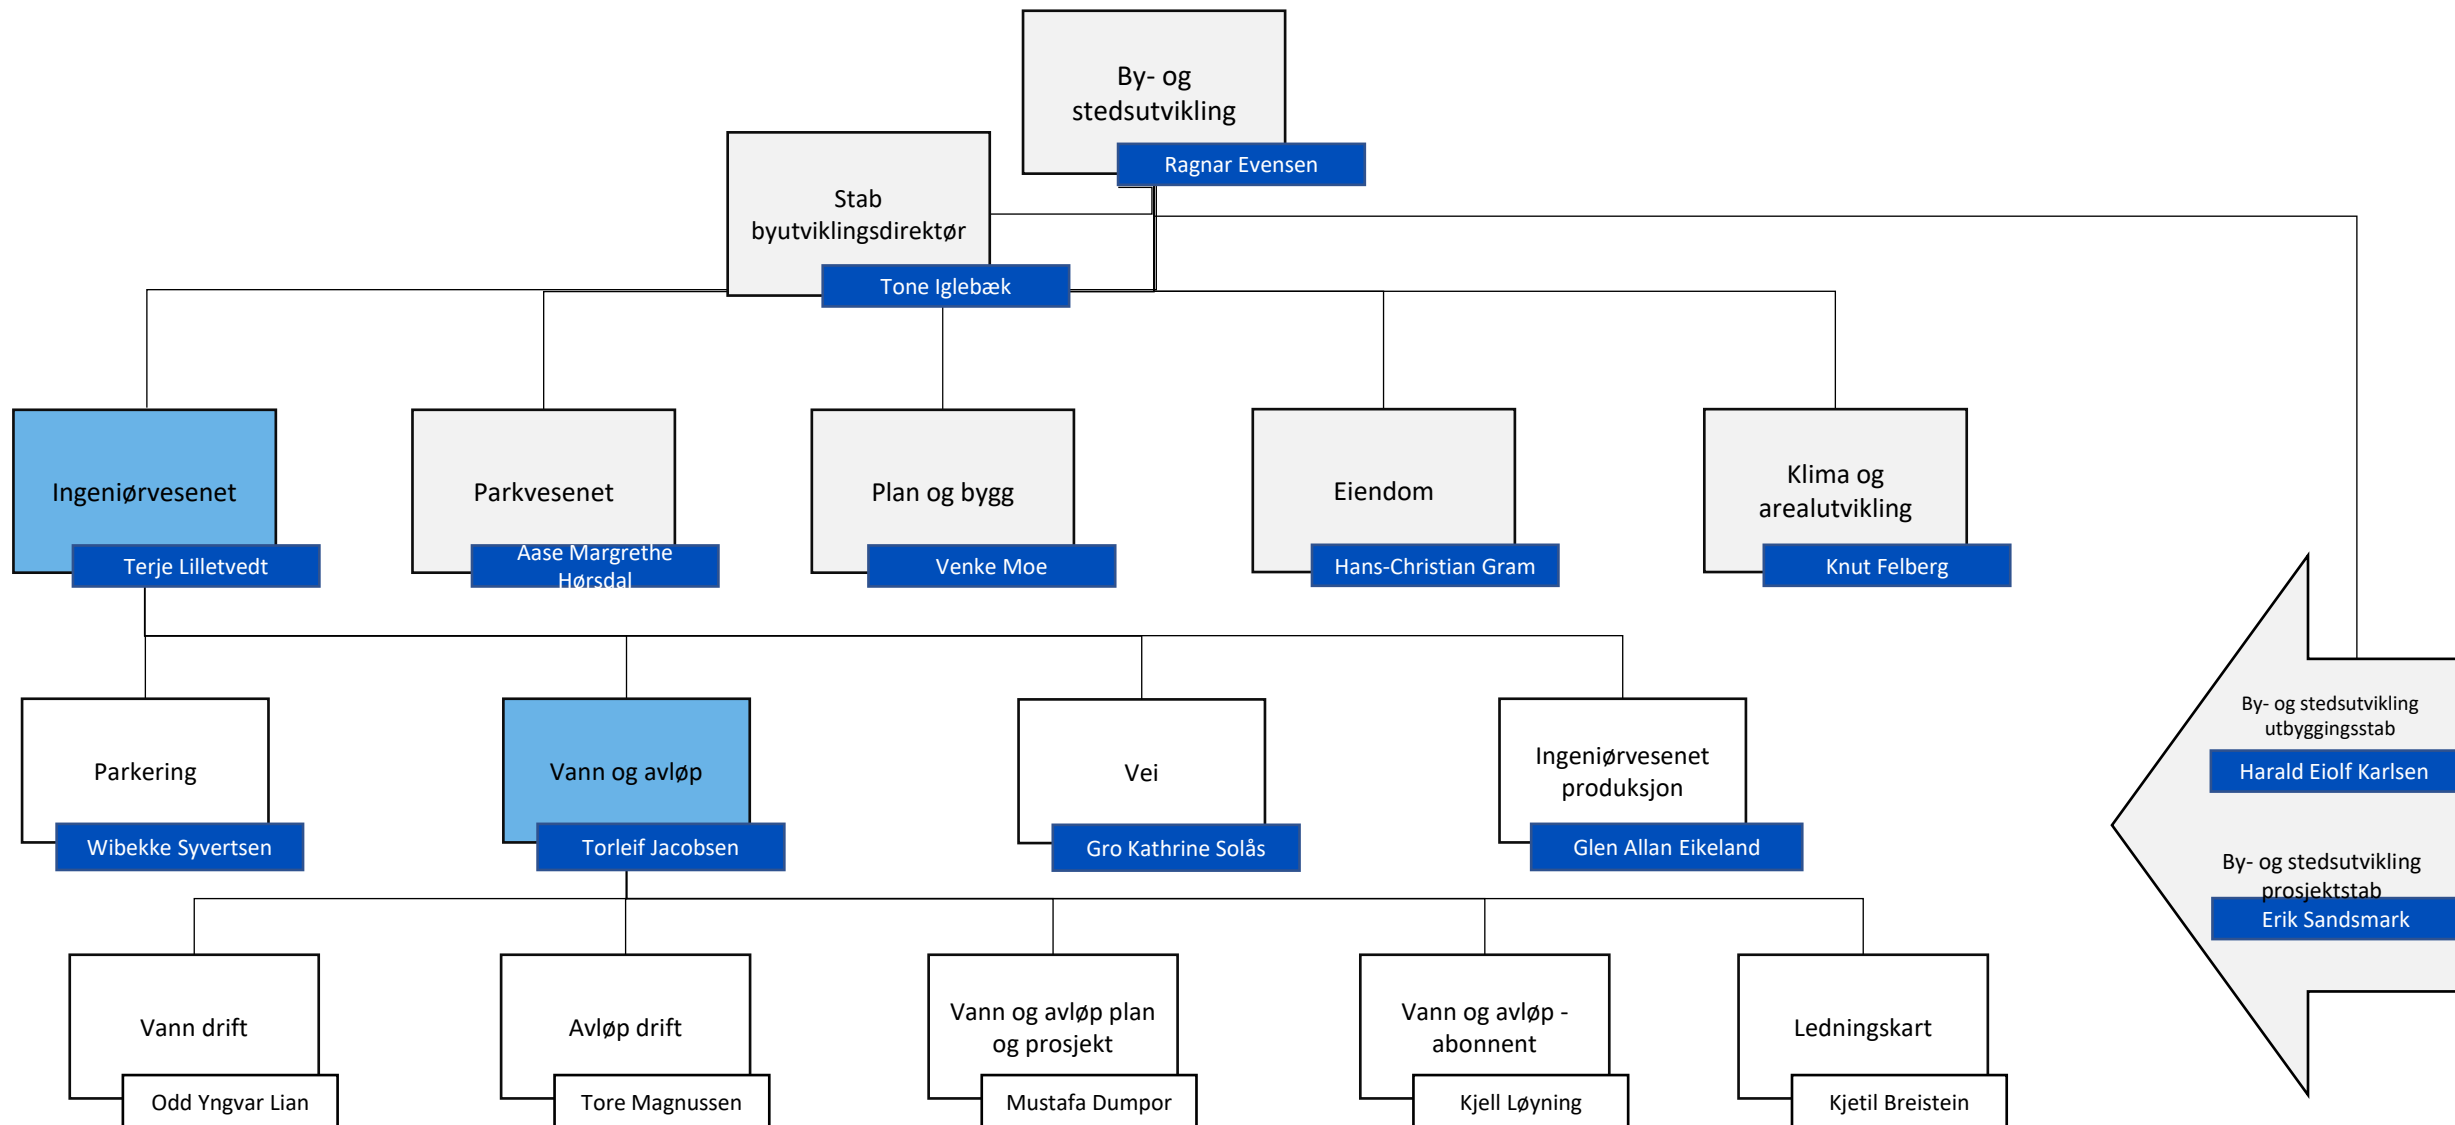 By- og
stedsutvikling
Ragnar Evensen
Stab
byutviklingsdirektør
Tone Iglebæk
Ingeniørvesenet
Terje Lilletvedt
Parkvesenet
Aase Margrethe
Hørsdal
Plan og bygg
Venke Moe
Eiendom
Hans-Christian Gram
Klima og
arealutvikling
Knut Felberg
Parkering
Wibekke Syvertsen
Vann og avløp
Torleif Jacobsen
Vei
Gro Kathrine Solås
Ingeniørvesenet
produksjon
Glen Allan Eikeland
By- og stedsutvikling
utbyggingsstab
Harald Eiolf Karlsen
By- og stedsutvikling
prosjektstab
Erik Sandsmark
Vann drift
Odd Yngvar Lian
Avløp drift
Tore Magnussen
Vann og avløp plan
og prosjekt
Mustafa Dumpor
Vann og avløp -
abonnent
Kjell Løyning
Ledningskart
Kjetil Breistein